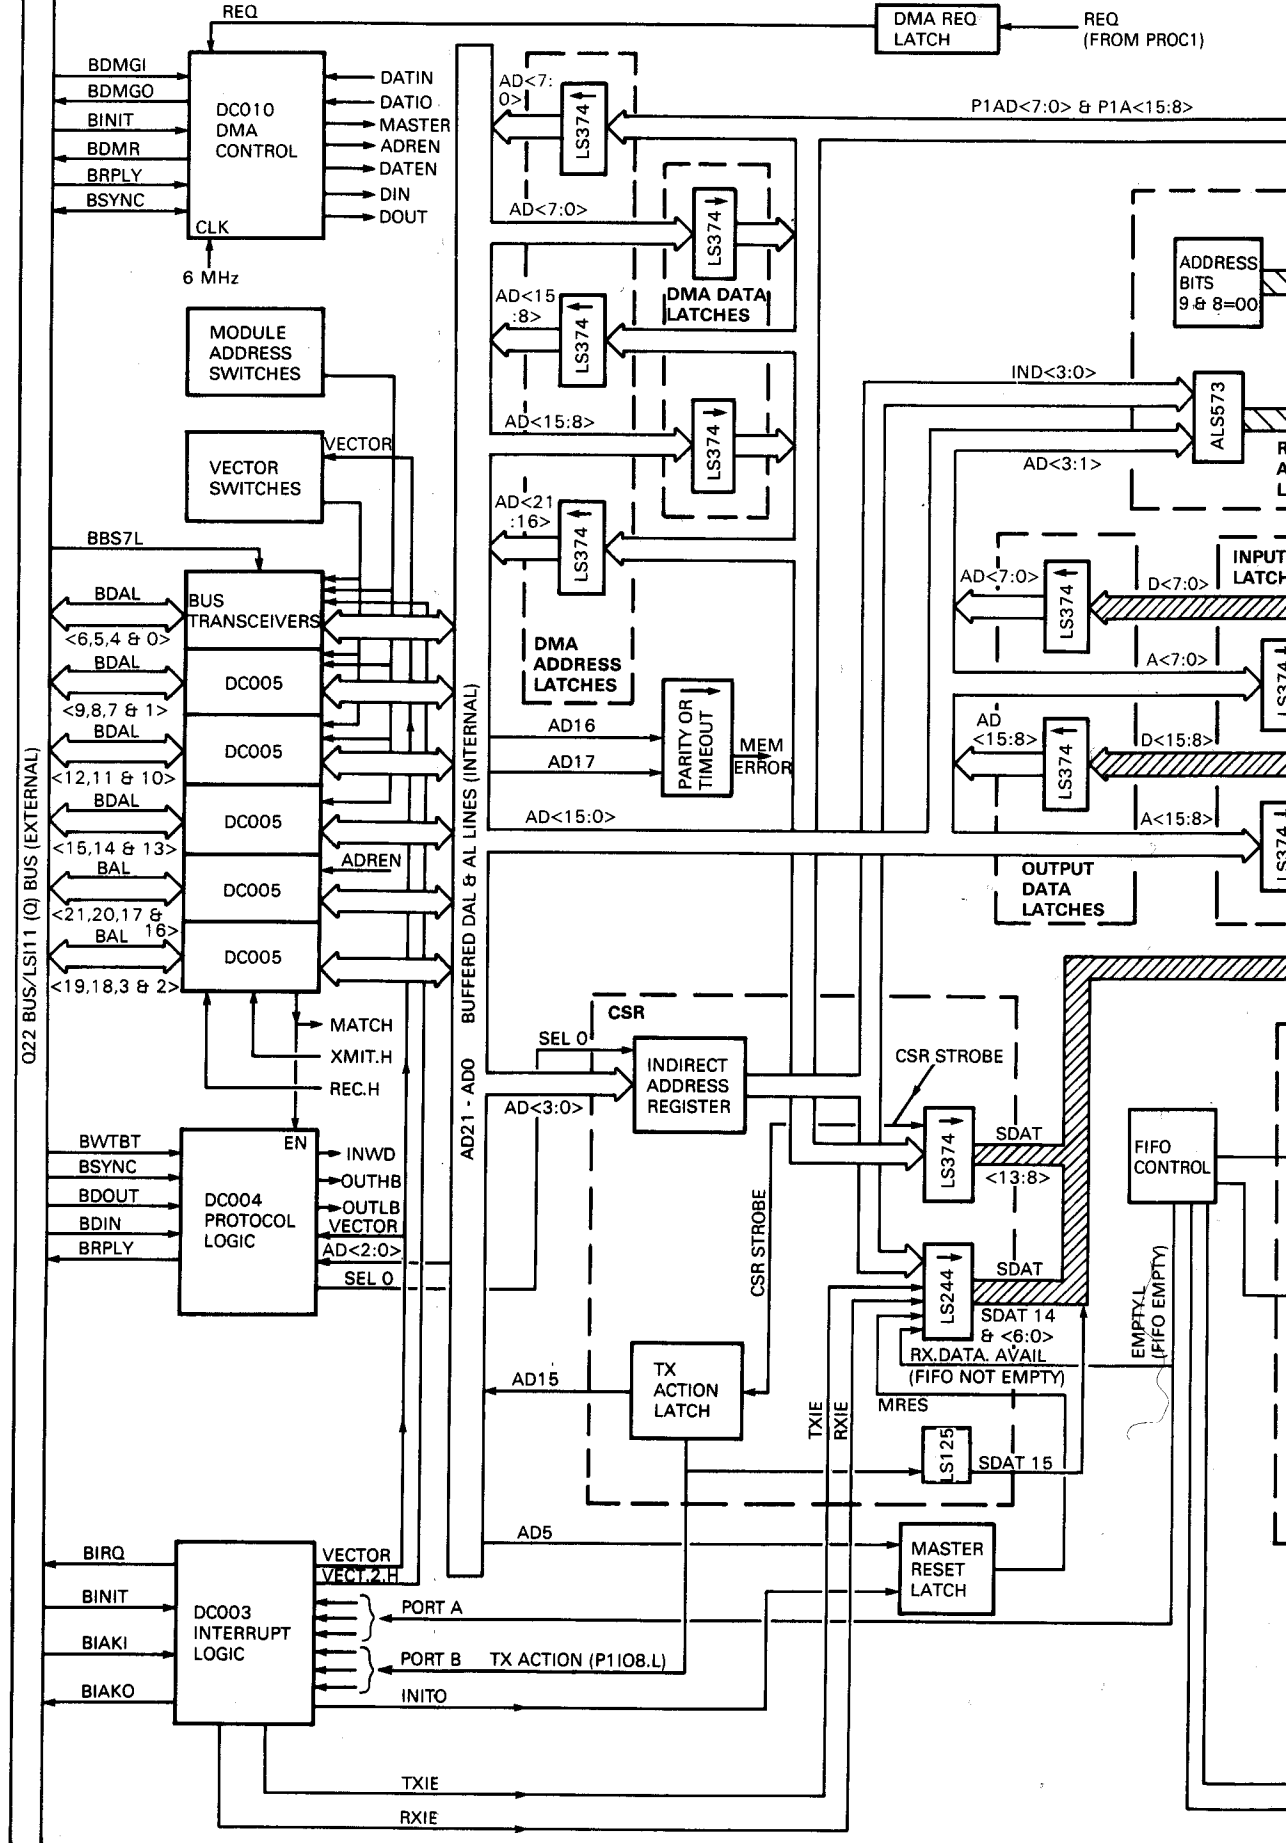 REQ
DMA REQ
LATCH
REQ
(FROM PROC1)
BDMGI
BDMGO
BINIT
BDMR
BRPLY
BSYNC
DC010
DMA
CONTROL
CLK
6 MHz
DATIN
DATIO
MASTER
ADREN
DATEN
DIN
DOUT
AD<7:
0>
LS374
P1AD<7:0> & P1A<15:8>
AD<7:0>
LS374
DMA DATA
LATCHES
AD<15
:8>
LS374
AD<15:8>
LS374
AD<21
:16>
LS374
DMA
ADDRESS
LATCHES
ADDRESS
BITS
9 & 8=00
IND<3:0>
ALS573
AD<3:1>
R
A
L
MODULE
ADDRESS
SWITCHES
VECTOR
SWITCHES
VECTOR
BBS7L
BUS
TRANSCEIVERS
BDAL
<6,5,4 & 0>
BDAL
<9,8,7 & 1>
DC005
BDAL
<12,11 & 10>
DC005
BDAL
<15,14 & 13>
DC005
BAL
<21,20,17 &
16>
DC005
ADREN
BAL
<19,18,3 & 2>
DC005
MATCH
XMIT.H
REC.H
Q22 BUS/LSI11 (Q) BUS (EXTERNAL)
AD21 - AD0 BUFFERED DAL & AL LINES (INTERNAL)
AD16
AD17
PARITY OR
TIMEOUT
MEM
ERROR
AD<15:0>
AD<7:0>
LS374
D<7:0>
INPUT
LATCH
A<7:0>
LS374
AD
<15:8>
LS374
D<15:8>
A<15:8>
LS374
OUTPUT
DATA
LATCHES
CSR
SEL 0
INDIRECT
ADDRESS
REGISTER
AD<3:0>
CSR STROBE
LS374
SDAT
<13:8>
CSR STROBE
LS244
SDAT
SDAT 14
& <6:0>
RX.DATA. AVAIL
(FIFO NOT EMPTY)
MRES
FIFO
CONTROL
EMPTY.L
(FIFO EMPTY)
BWTBT
BSYNC
BDOUT
BDIN
BRPLY
EN
DC004
PROTOCOL
LOGIC
INWD
OUTHB
OUTLB
VECTOR
AD<2:0>
SEL 0
AD15
TX
ACTION
LATCH
TXIE
RXIE
LS125
SDAT 15
AD5
MASTER
RESET
LATCH
BIRQ
BINIT
BIAKI
BIAKO
DC003
INTERRUPT
LOGIC
VECTOR
VECT.2.H
PORT A
PORT B
TX ACTION (P1IO8.L)
INITO
TXIE
RXIE